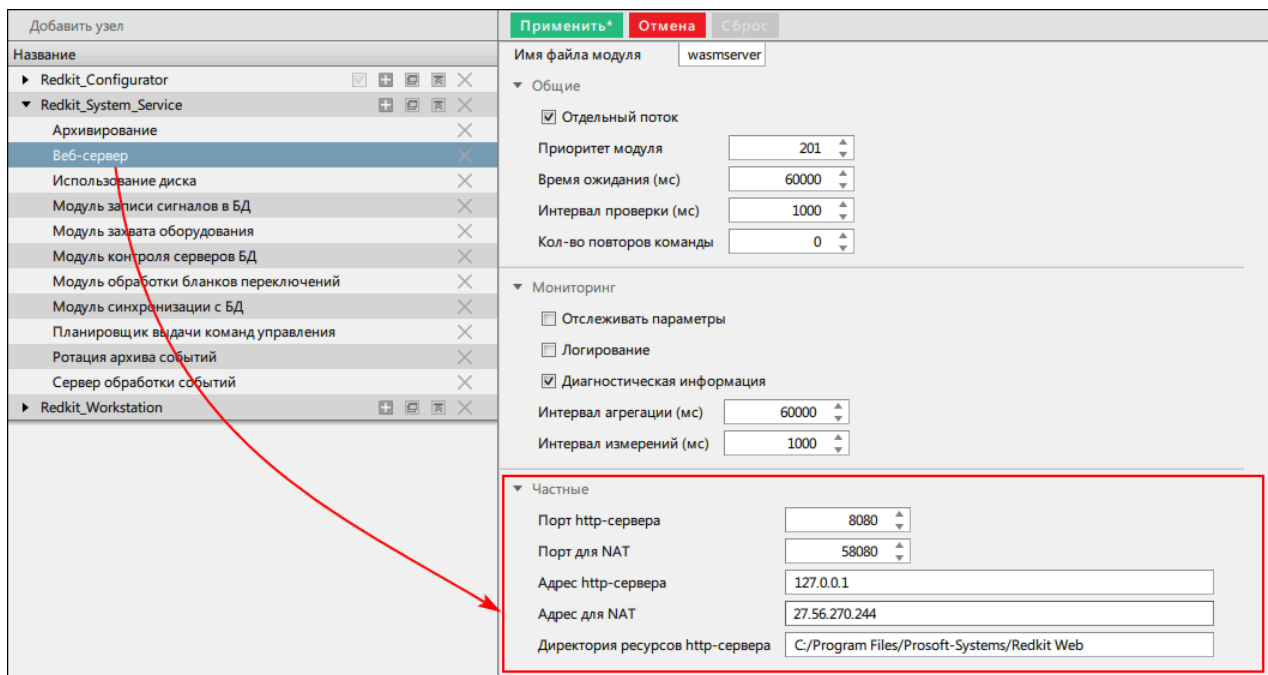 Добавить узел
Применить* Отмена Сброс
Название
Имя файла модуля wasmserver
Redkit_Configurator
Redkit_System_Service
Архивирование
Веб-сервер
Использование диска
Модуль записи сигналов в БД
Модуль захвата оборудования
Модуль контроля серверов БД
Модуль обработки бланков переключений
Модуль синхронизации с БД
Планировщик выдачи команд управления
Ротация архива событий
Сервер обработки событий
Redkit_Workstation
Общие
Отдельный поток
Приоритет модуля 201
Время ожидания (мс) 60000
Интервал проверки (мс) 1000
Кол-во повторов команды 0
Мониторинг
Отслеживать параметры
Логирование
Диагностическая информация
Интервал агрегации (мс) 60000
Интервал измерений (мс) 1000
Частные
Порт http-сервера 8080
Порт для NAT 58080
Адрес http-сервера 127.0.0.1
Адрес для NAT 27.56.270.244
Директория ресурсов http-сервера C:/Program Files/Prosoft-Systems/Redkit Web